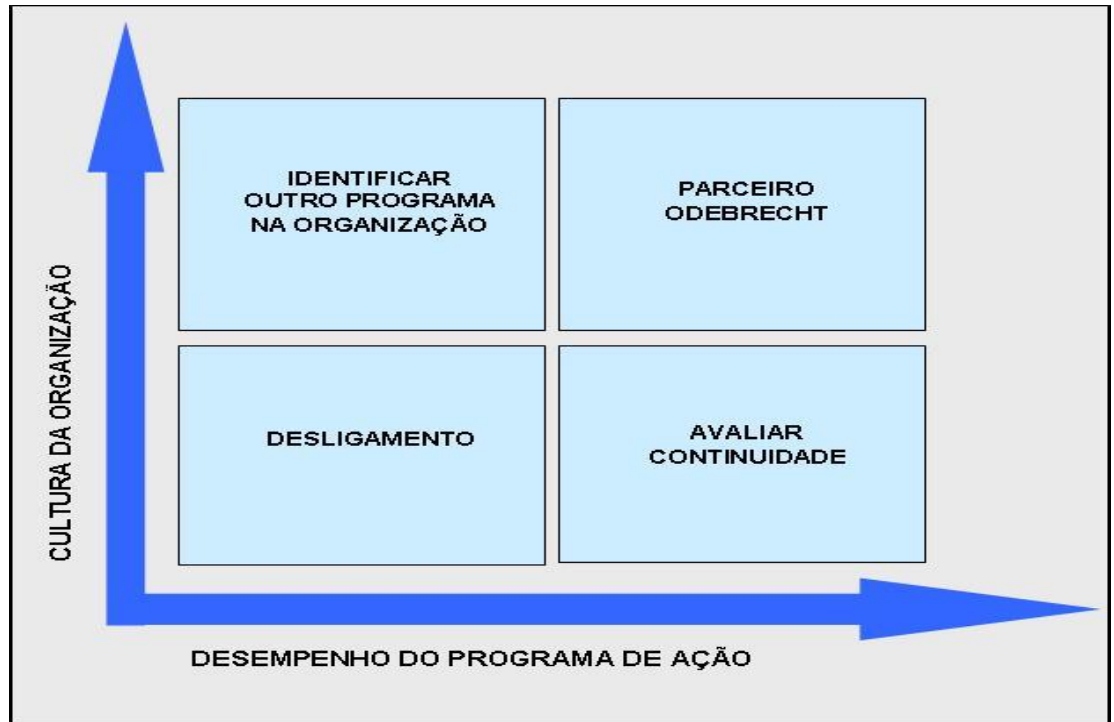 CULTURA DA ORGANIZAÇÃO
IDENTIFICAR
OUTRO PROGRAMA
NA ORGANIZAÇÃO
PARCEIRO
ODEBRECHT
DESLIGAMENTO
AVALIAR
CONTINUIDADE
DESEMPENHO DO PROGRAMA DE AÇÃO